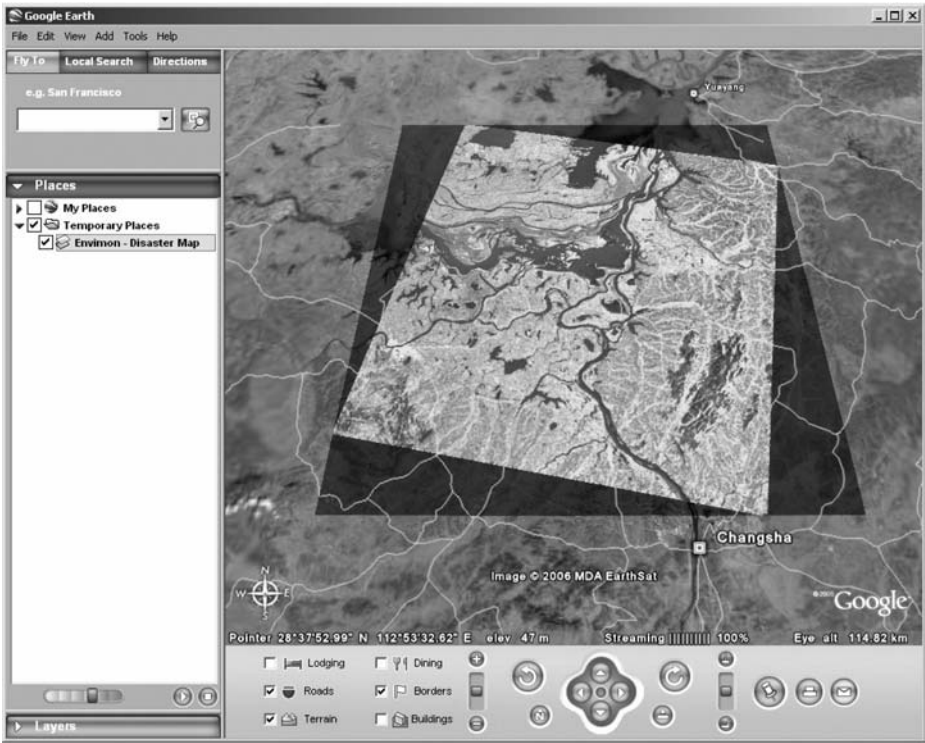 Google Earth
File Edit View Add Tools Help
Fly To Local Search Directions
e.g. San Francisco
Places
My Places
Temporary Places
Envimon - Disaster Map
Layers
Yueyang
Changsha
Image © 2006 MDA EarthSat
N
W E
S
Google
Pointer 28°37'52.99" N 112°53'32.62" E elev 47 m Streaming |||||||||| 100% Eye alt 114.82 km
Lodging Dining
Roads Borders
Terrain Buildings
N